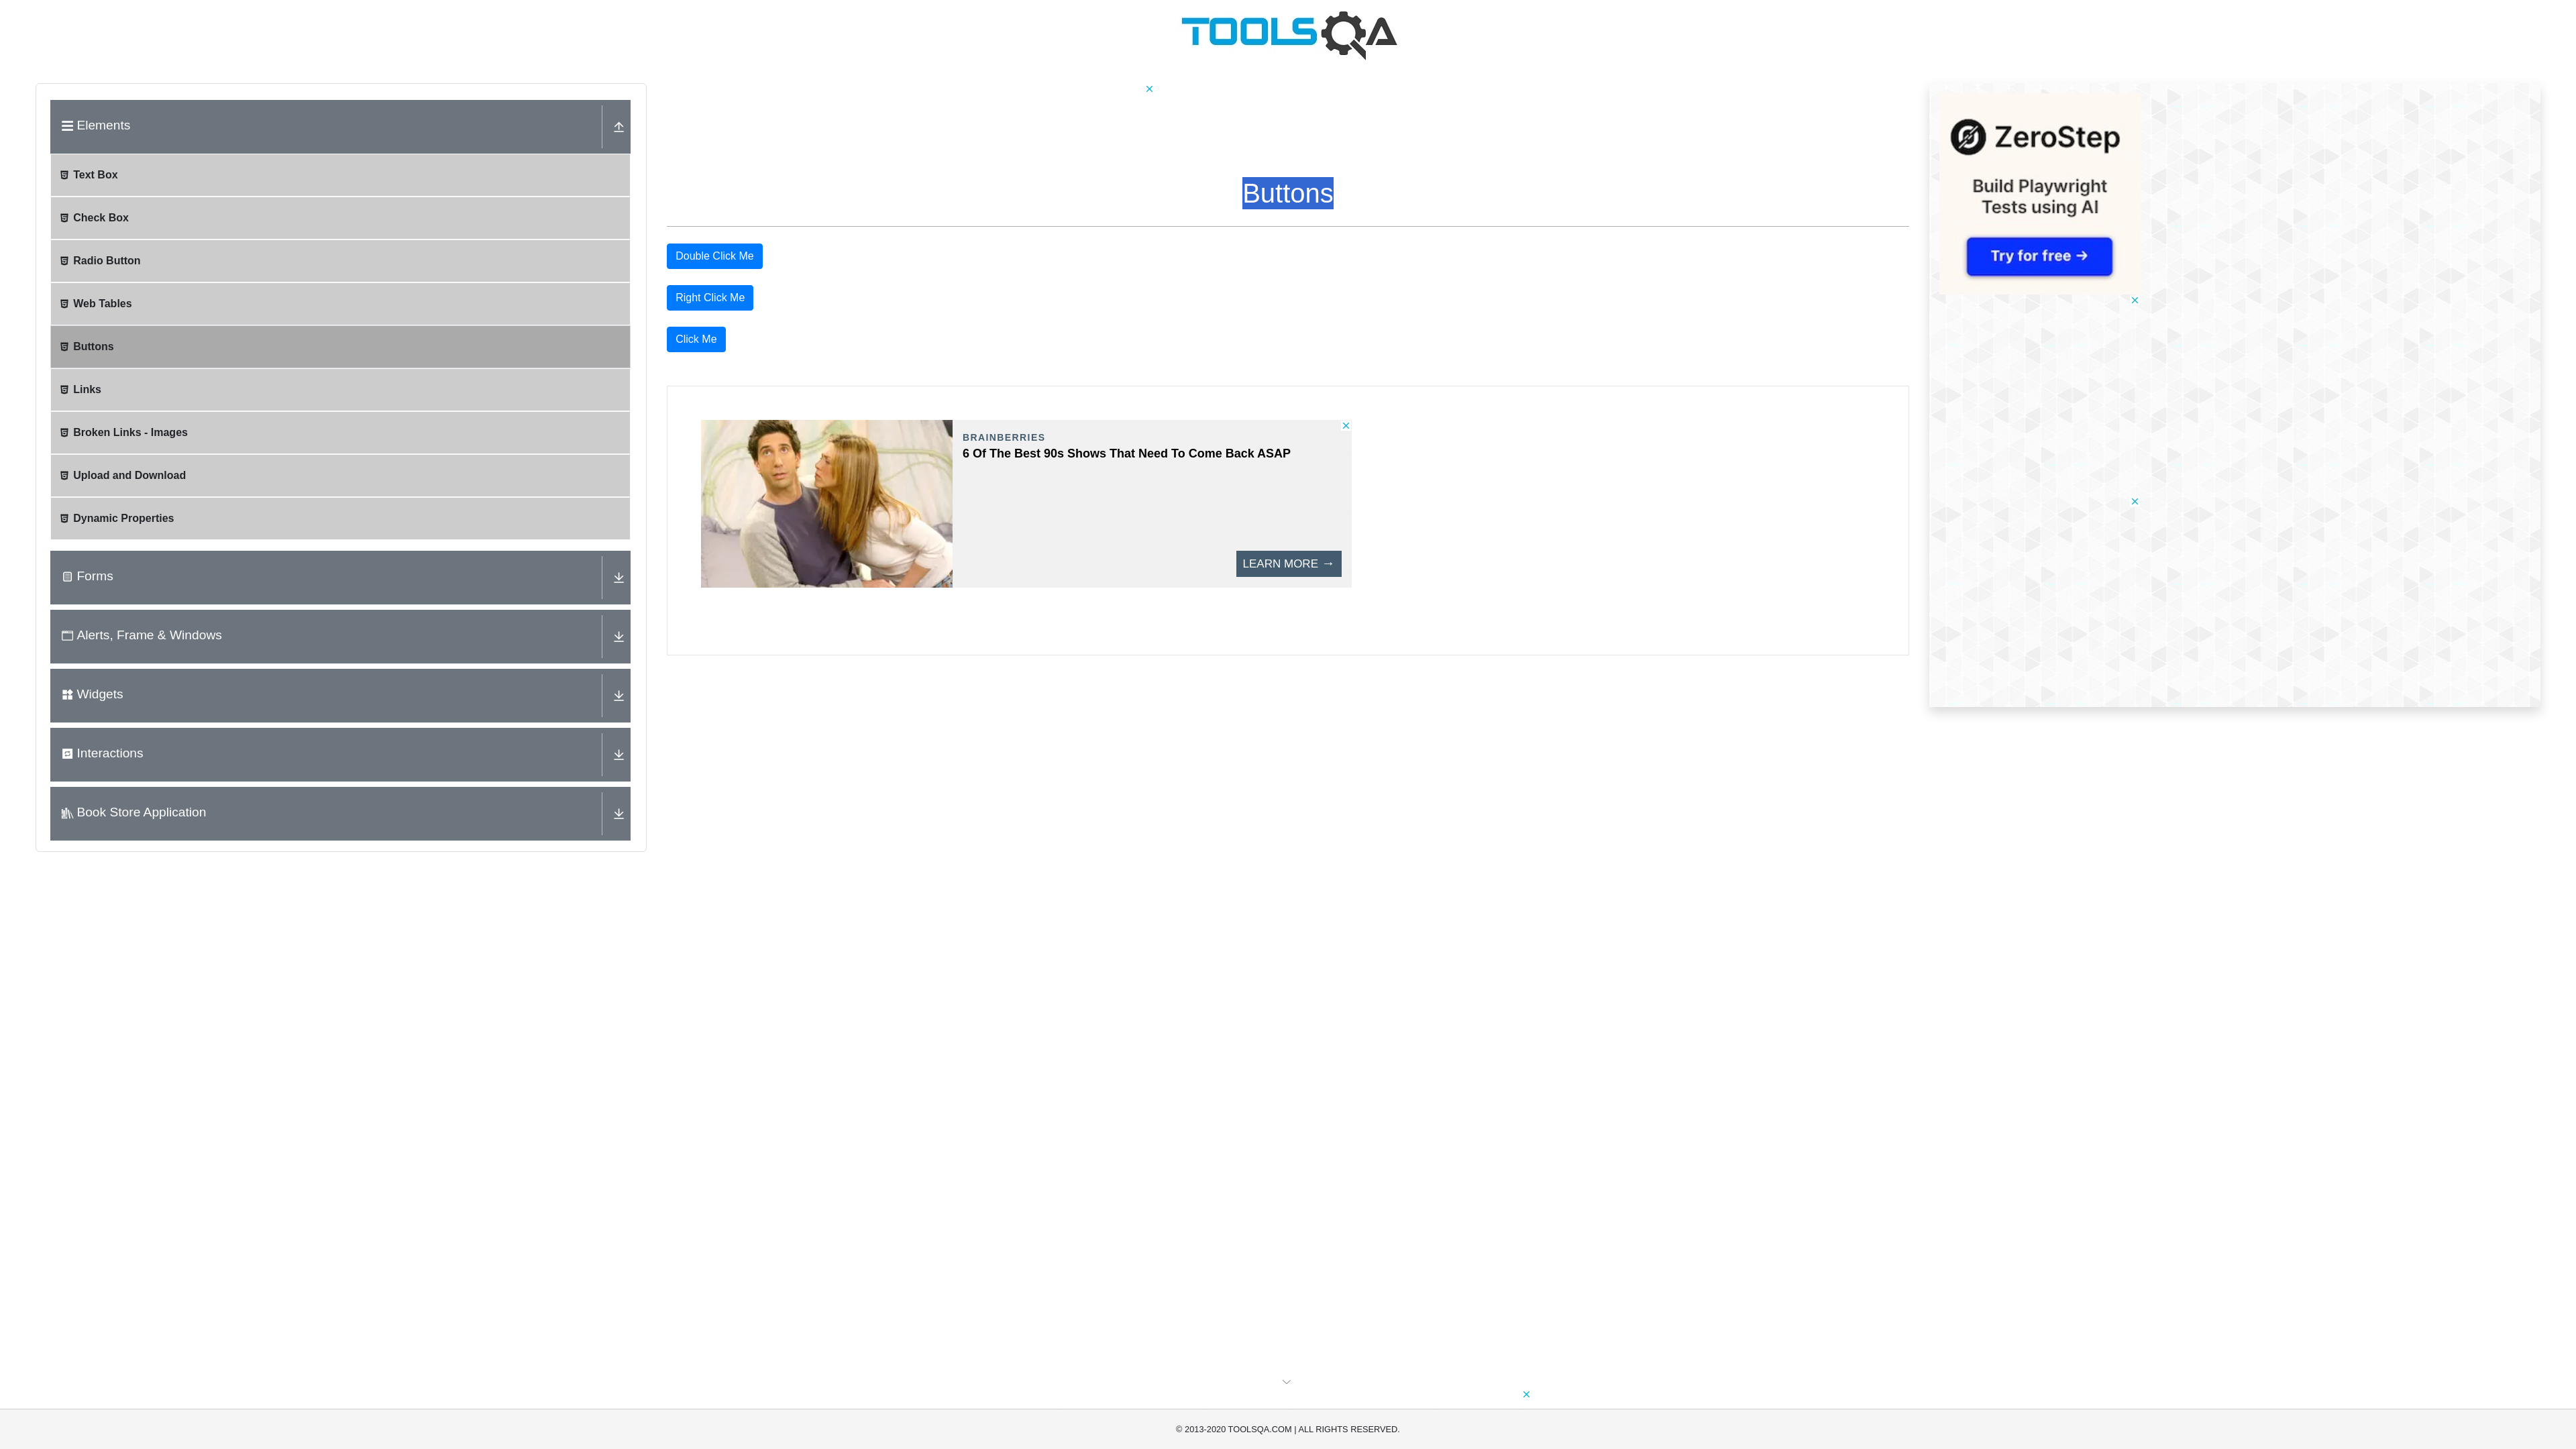 TOOLSQA
Elements
Text Box
Check Box
Radio Button
Web Tables
Buttons
Links
Broken Links - Images
Upload and Download
Dynamic Properties
Forms
Alerts, Frame & Windows
Widgets
Interactions
Book Store Application
Buttons
Double Click Me
Right Click Me
Click Me
BRAINBERRIES
6 Of The Best 90s Shows That Need To Come Back ASAP
LEARN MORE →
ZeroStep
Build Playwright
Tests using AI
Try for free →
© 2013-2020 TOOLSQA.COM | ALL RIGHTS RESERVED.